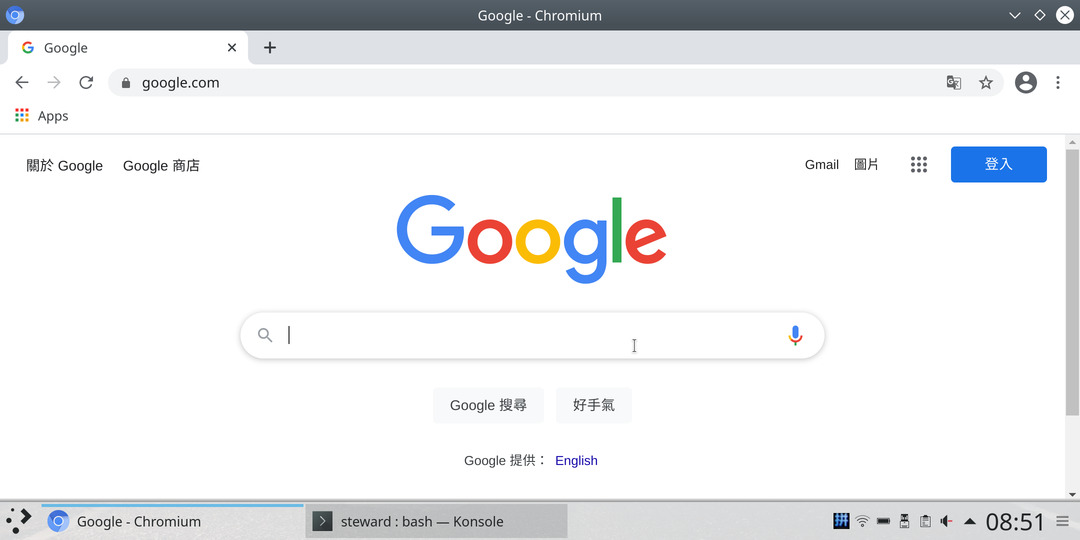 Google - Chromium
Google
google.com
Apps
關於 Google Google 商店 Gmail 圖片 登入
Google
Google 搜尋 好手氣
Google 提供： English
Google - Chromium steward : bash — Konsole 08:51